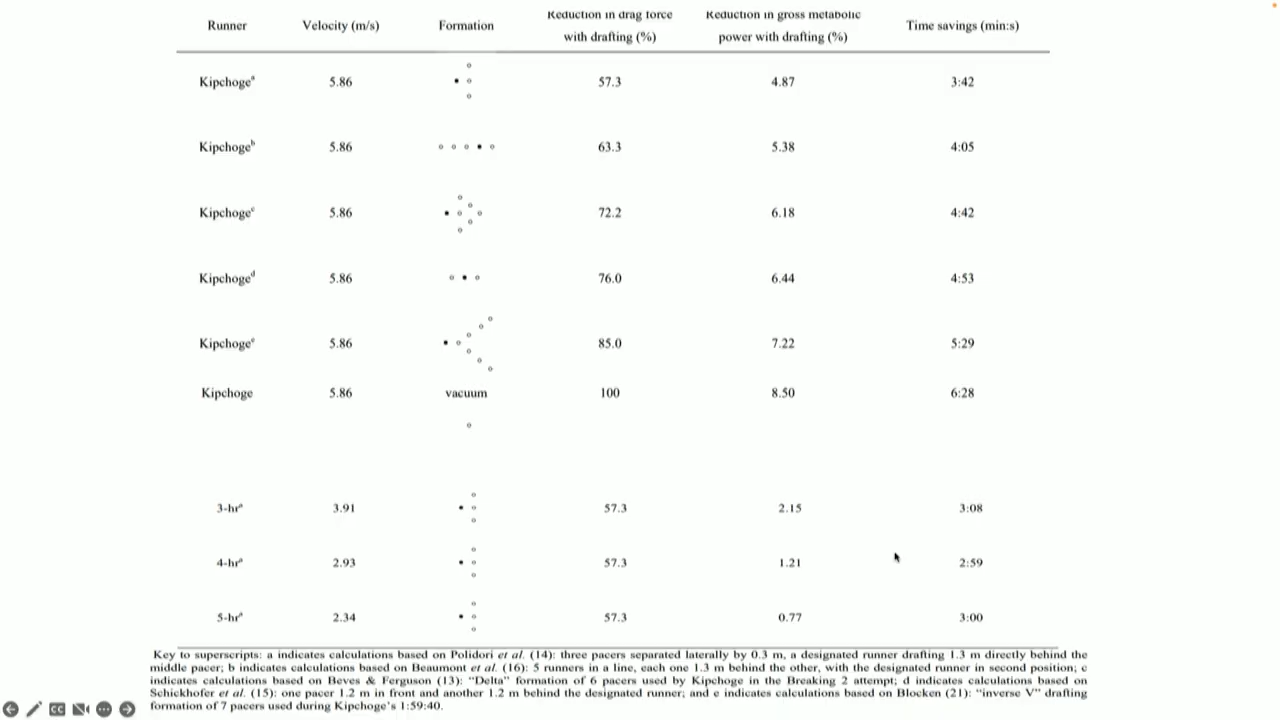 Runner Velocity (m/s) Formation Reduction in drag force with drafting (%) Reduction in gross metabolic power with drafting (%) Time savings (min:s)
Kipchogeᵃ 5.86 57.3 4.87 3:42
Kipchogeᵇ 5.86 63.3 5.38 4:05
Kipchogeᶜ 5.86 72.2 6.18 4:42
Kipchogeᵈ 5.86 76.0 6.44 4:53
Kipchogeᵉ 5.86 85.0 7.22 5:29
Kipchoge 5.86 vacuum 100 8.50 6:28
3-hrᵃ 3.91 57.3 2.15 3:08
4-hrᵃ 2.93 57.3 1.21 2:59
5-hrᵃ 2.34 57.3 0.77 3:00
Key to superscripts: a indicates calculations based on Polidori et al. (14): three pacers separated laterally by 0.3 m, a designated runner drafting 1.3 m directly behind the
middle pacer; b indicates calculations based on Beaumont et al. (16): 5 runners in a line, each one 1.3 m behind the other, with the designated runner in second position; c
indicates calculations based on Beves & Ferguson (13): “Delta” formation of 6 pacers used by Kipchoge in the Breaking 2 attempt; d indicates calculations based on
Schickhofer et al. (15): one pacer 1.2 m in front and another 1.2 m behind the designated runner; and e indicates calculations based on Blocken (21): “inverse V” drafting
formation of 7 pacers used during Kipchoge's 1:59:40.
CC